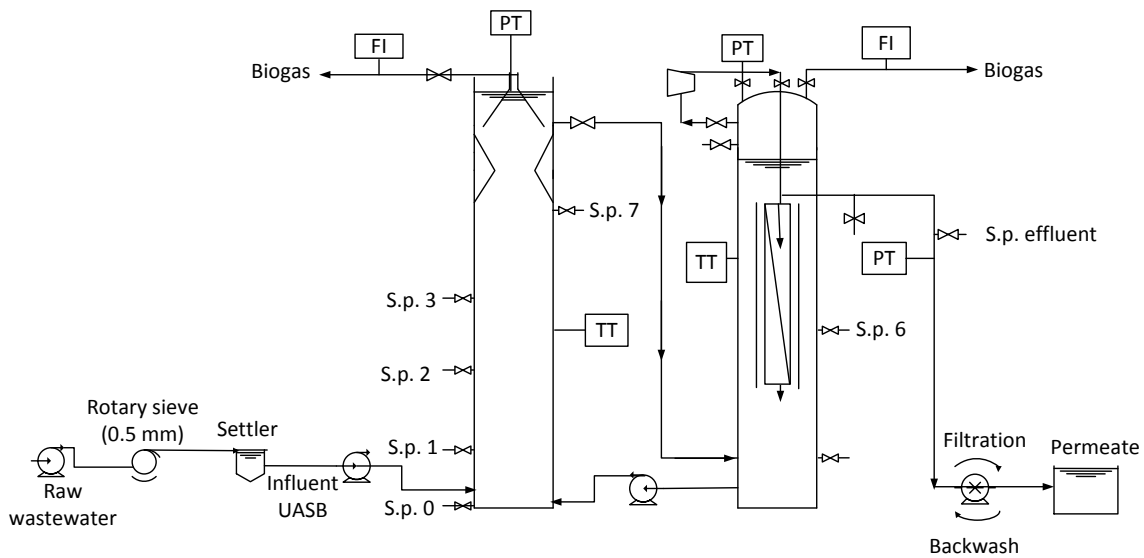 PT
FI
Biogas
PT
FI
Biogas
S.p. 7
S.p. effluent
TT
PT
S.p. 3
TT
S.p. 6
S.p. 2
Rotary sieve
(0.5 mm)
Settler
S.p. 1
Raw
wastewater
Influent
UASB
S.p. 0
Filtration
Permeate
Backwash